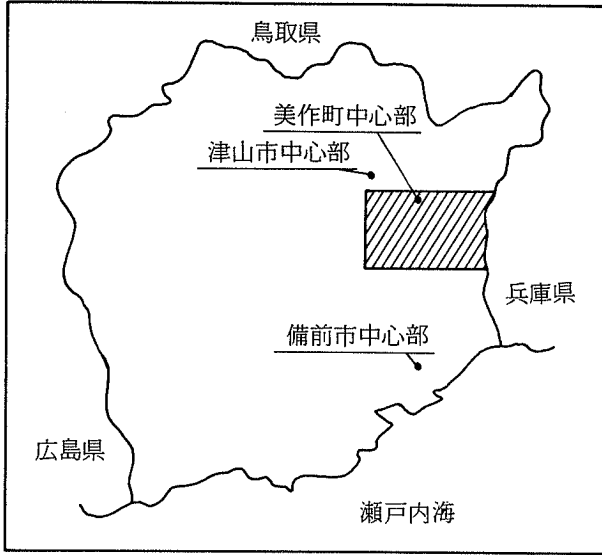 鳥取県
美作町中心部
津山市中心部
兵庫県
備前市中心部
広島県
瀬戸内海